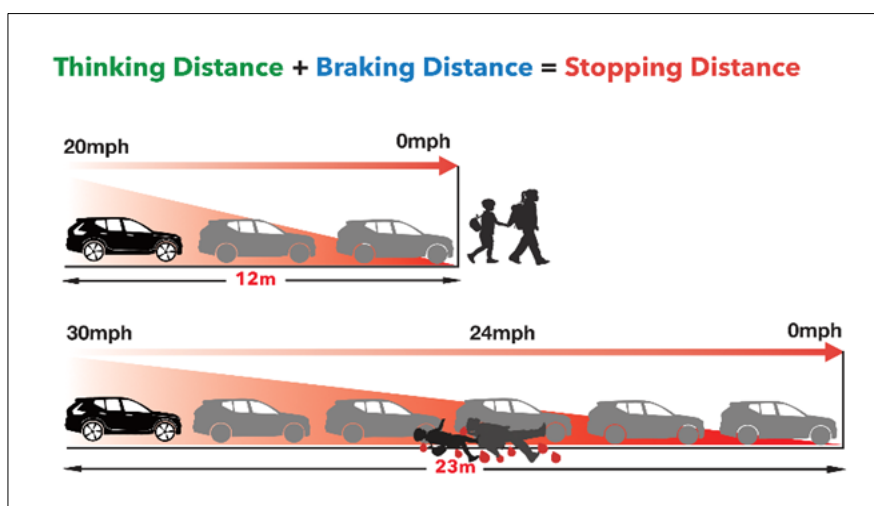 Thinking Distance + Braking Distance = Stopping Distance
20mph 0mph
12m
30mph 24mph 0mph
23m